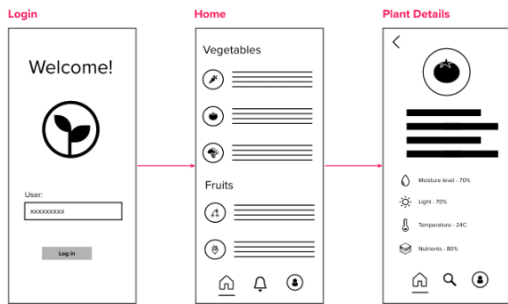 Login
Welcome!
User:
xxxxxxxxx
Log in
Home
Vegetables
Fruits
Plant Details
Moisture level - 70%
Light - 70%
Temperature - 24C
Nutrients - 80%